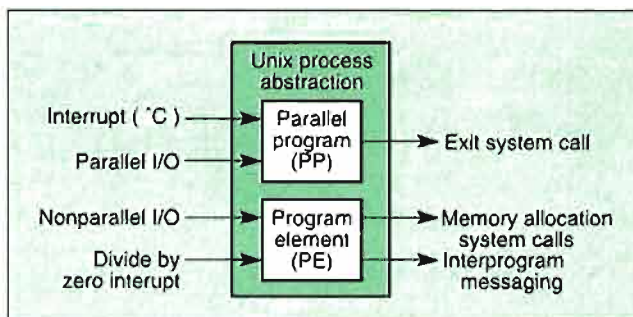 Unix process
abstraction
Interrupt ( ^C )
Parallel I/O
Parallel
program
(PP)
Exit system call
Nonparallel I/O
Divide by
zero interupt
Program
element
(PE)
Memory allocation
system calls
Interprogram
messaging